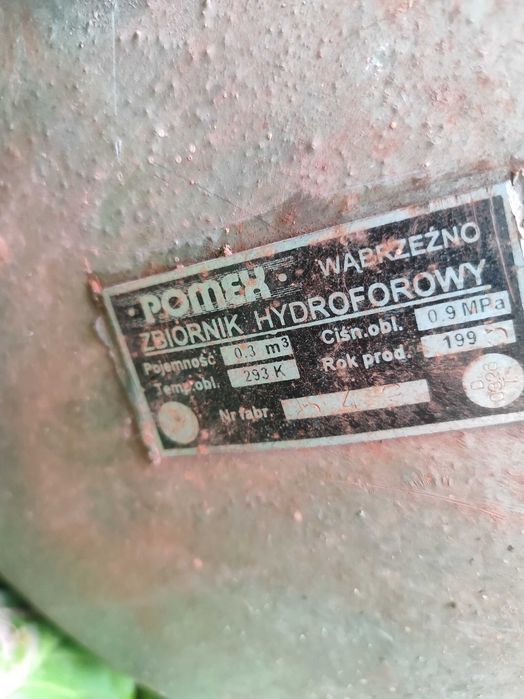 POMEX WĄBRZEŹNO
ZBIORNIK HYDROFOROWY
Pojemność 0.3 m³ Ciśn.obl. 0.9 MPa
Temp.obl. 293 K Rok prod. 199
Nr fabr.